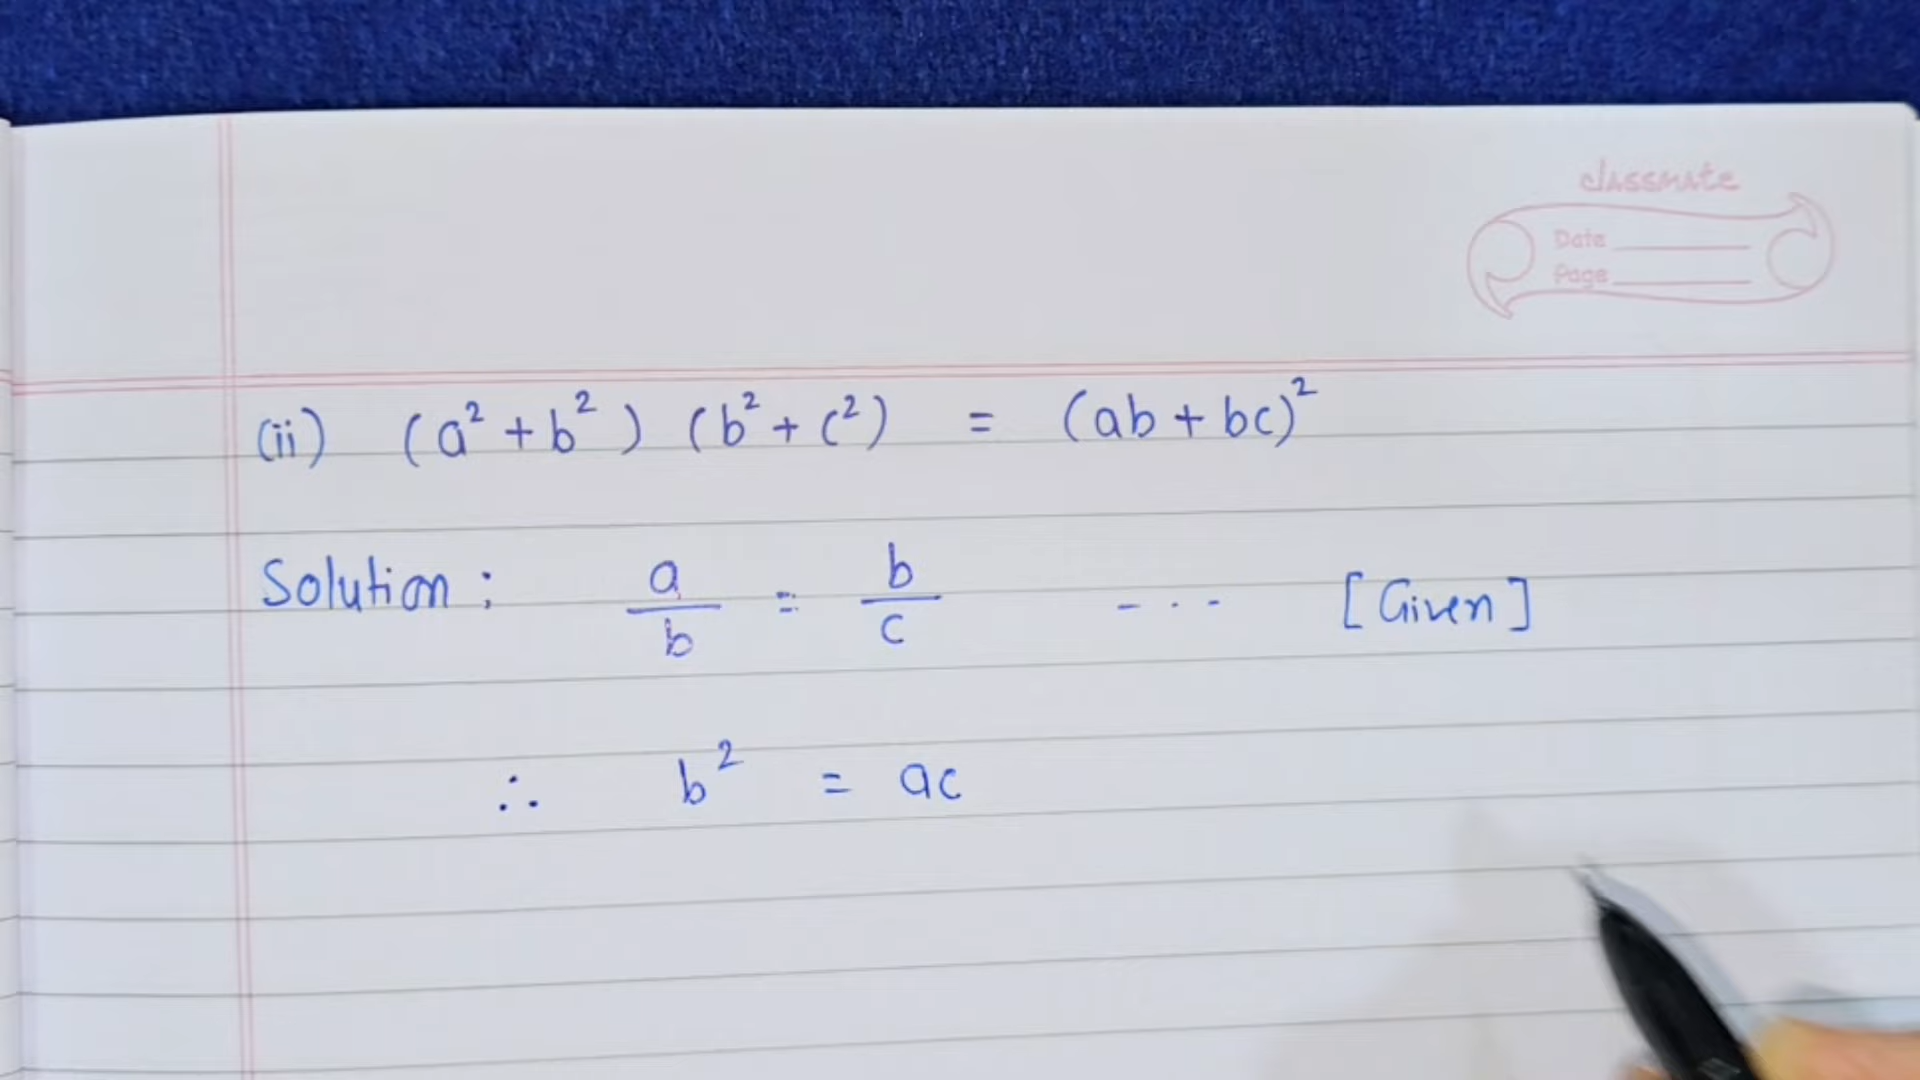 classmate
Date
Page
(ii) (a² + b²) (b² + c²) = (ab + bc)²
Solution : a/b = b/c - - - [Given]
∴ b² = ac